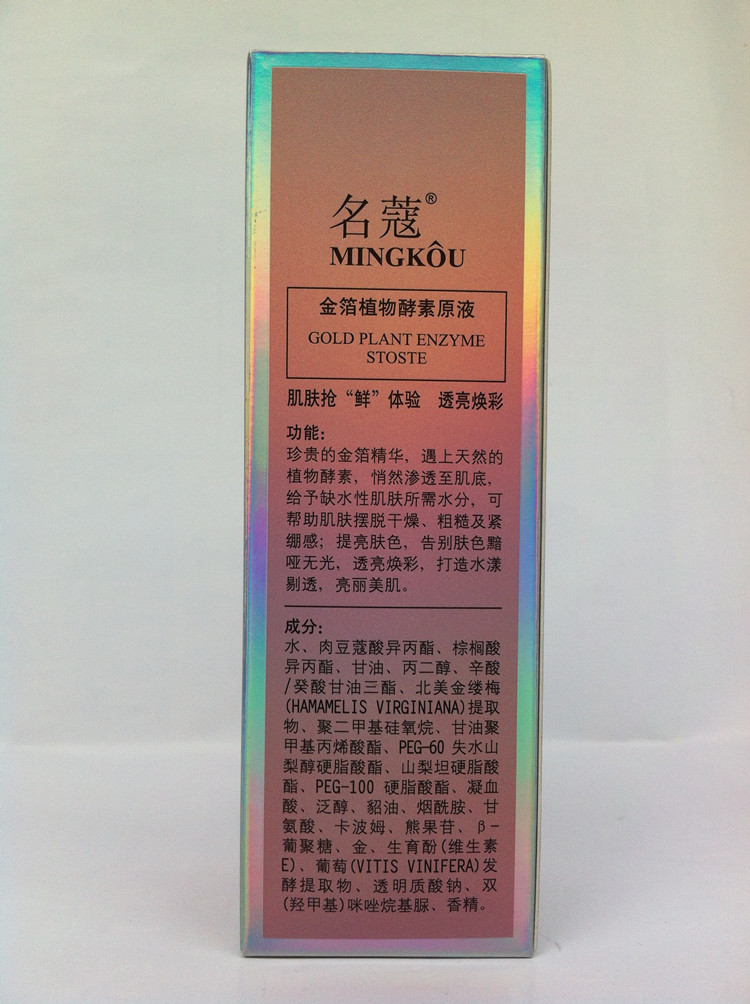 名蔻®
MINGKÔU
金箔植物酵素原液
GOLD PLANT ENZYME
STOSTE
肌肤抢“鲜”体验 透亮焕彩
功能:
珍贵的金箔精华，遇上天然的
植物酵素，悄然渗透至肌底，
给予缺水性肌肤所需水分，可
帮助肌肤摆脱干燥、粗糙及紧
绷感；提亮肤色，告别肤色黯
哑无光，透亮焕彩，打造水漾
剔透，亮丽美肌。
成分:
水、肉豆蔻酸异丙酯、棕榈酸
异丙酯、甘油、丙二醇、辛酸
/癸酸甘油三酯、北美金缕梅
(HAMAMELIS VIRGINIANA)提取
物、聚二甲基硅氧烷、甘油聚
甲基丙烯酸酯、PEG-60 失水山
梨醇硬脂酸酯、山梨坦硬脂酸
酯、PEG-100 硬脂酸酯、凝血
酸、泛醇、貂油、烟酰胺、甘
氨酸、卡波姆、熊果苷、β-
葡聚糖、金、生育酚(维生素
E)、葡萄(VITIS VINIFERA)发
酵提取物、透明质酸钠、双
(羟甲基)咪唑烷基脲、香精。